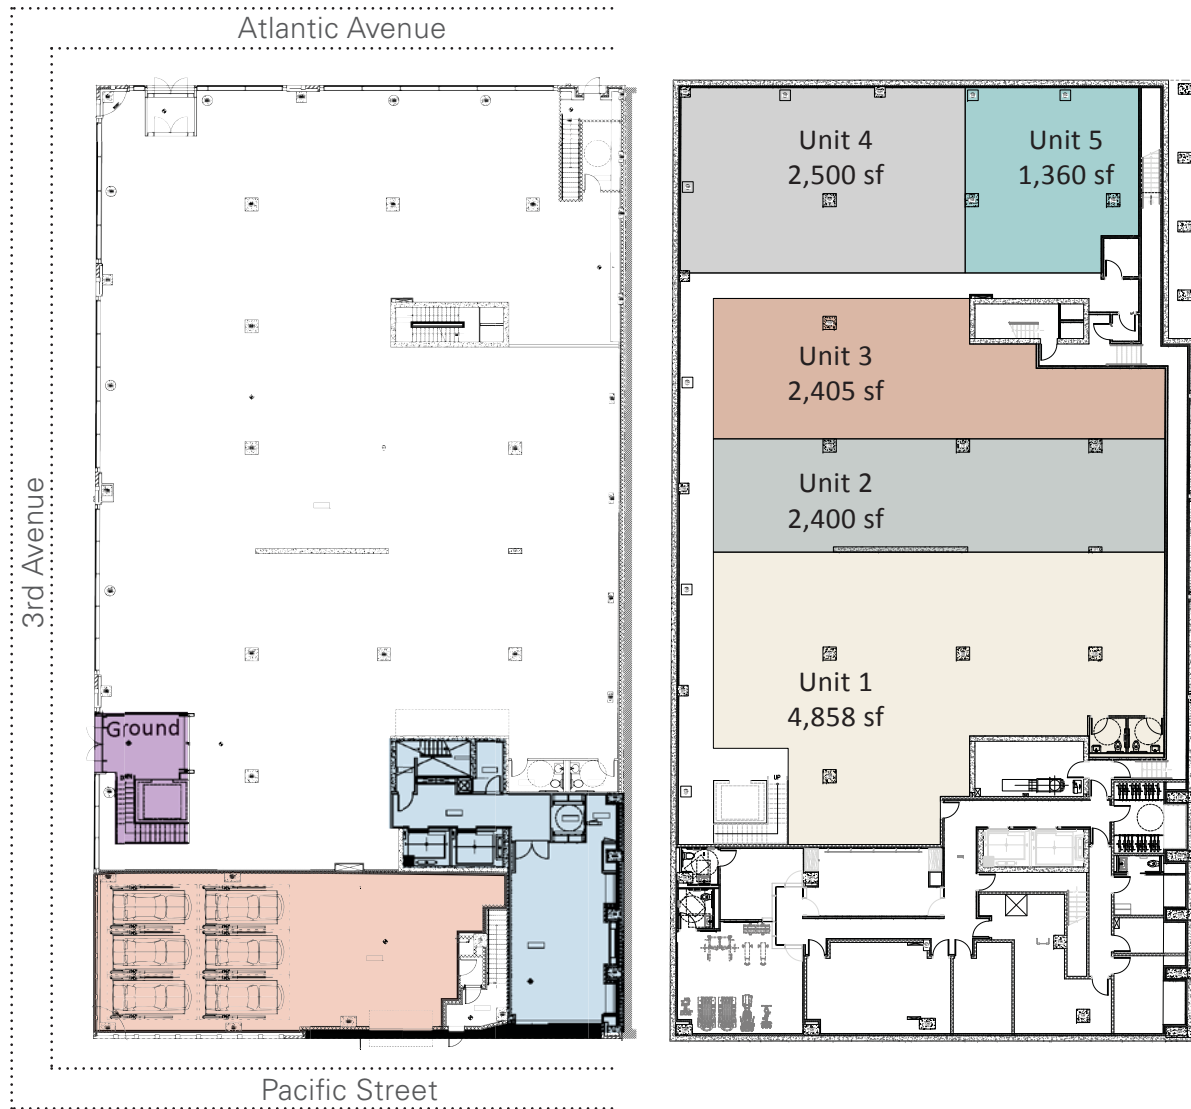 Atlantic Avenue
3rd Avenue
Ground
DN
Pacific Street
Unit 4
2,500 sf
Unit 5
1,360 sf
Unit 3
2,405 sf
Unit 2
2,400 sf
Unit 1
4,858 sf
UP